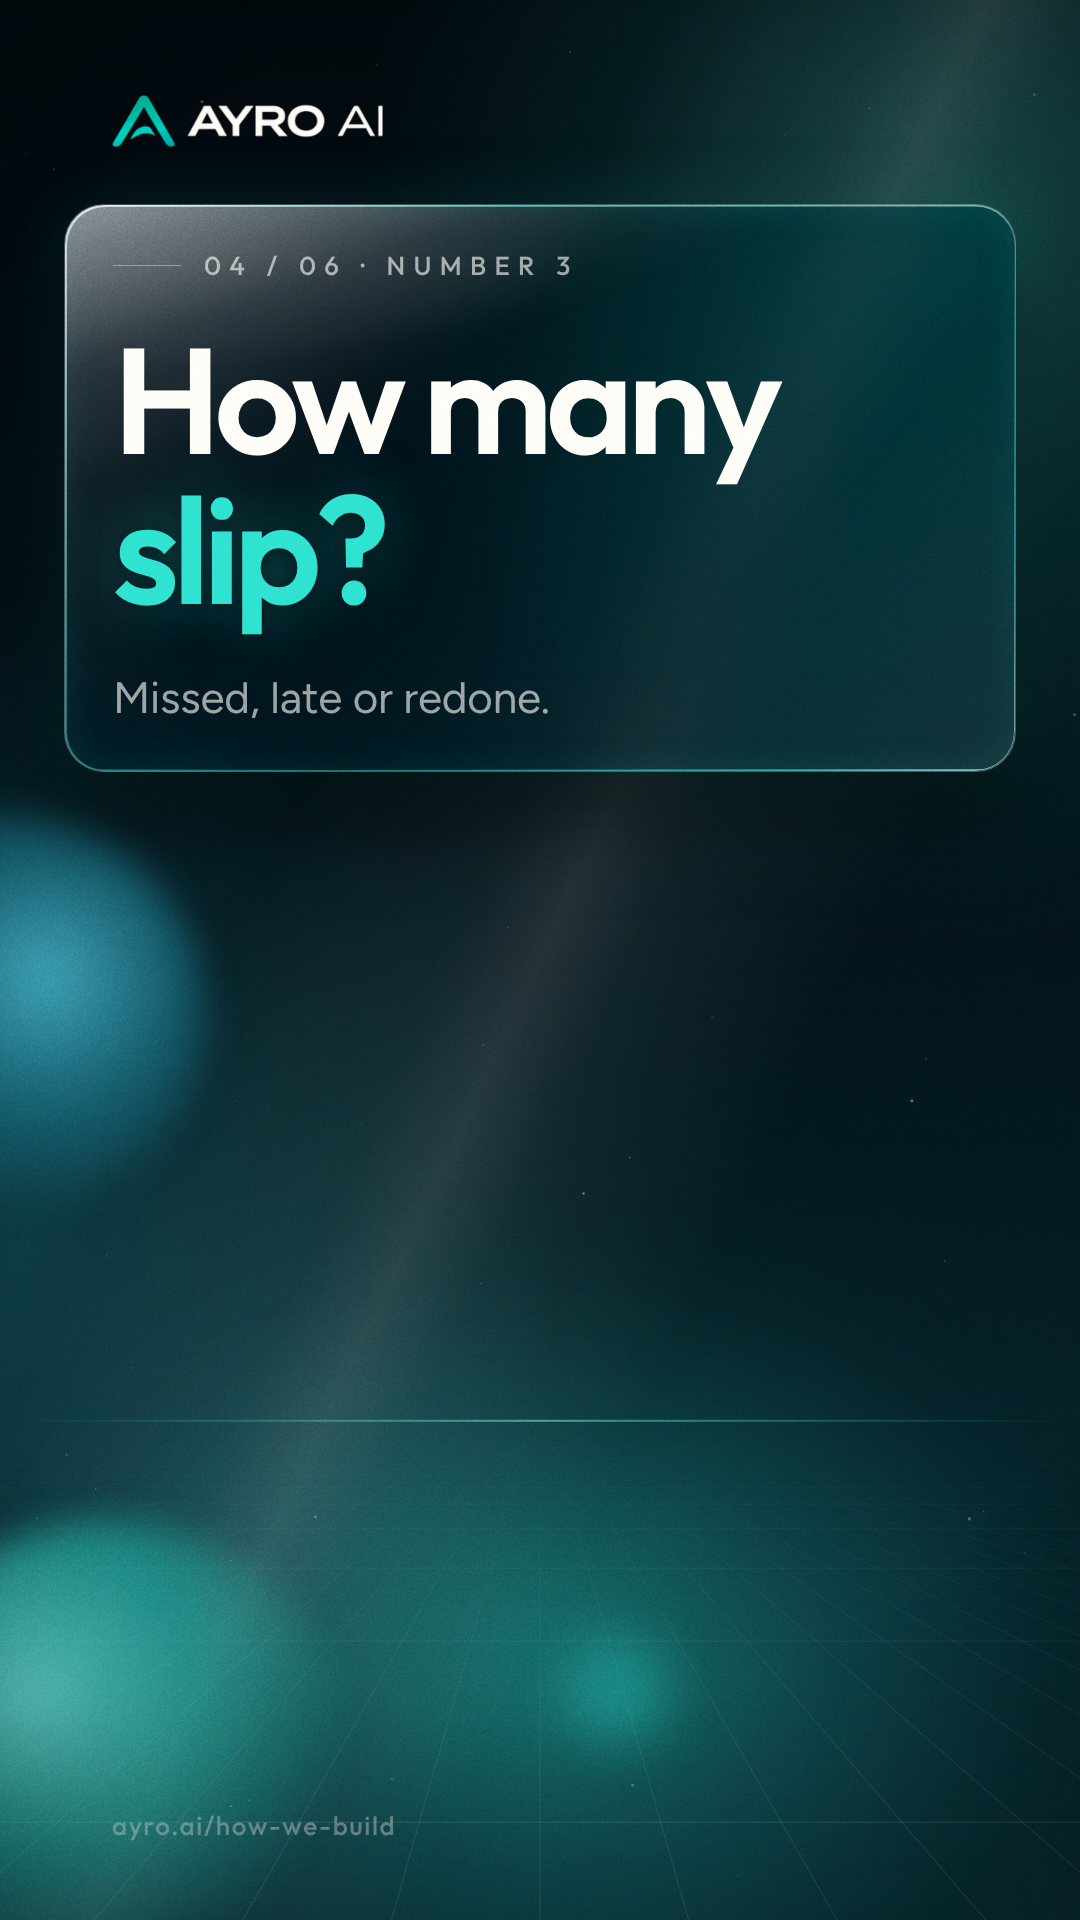 AYRO AI
04 / 06 · NUMBER 3
How many
slip?
Missed, late or redone.
ayro.ai/how-we-build